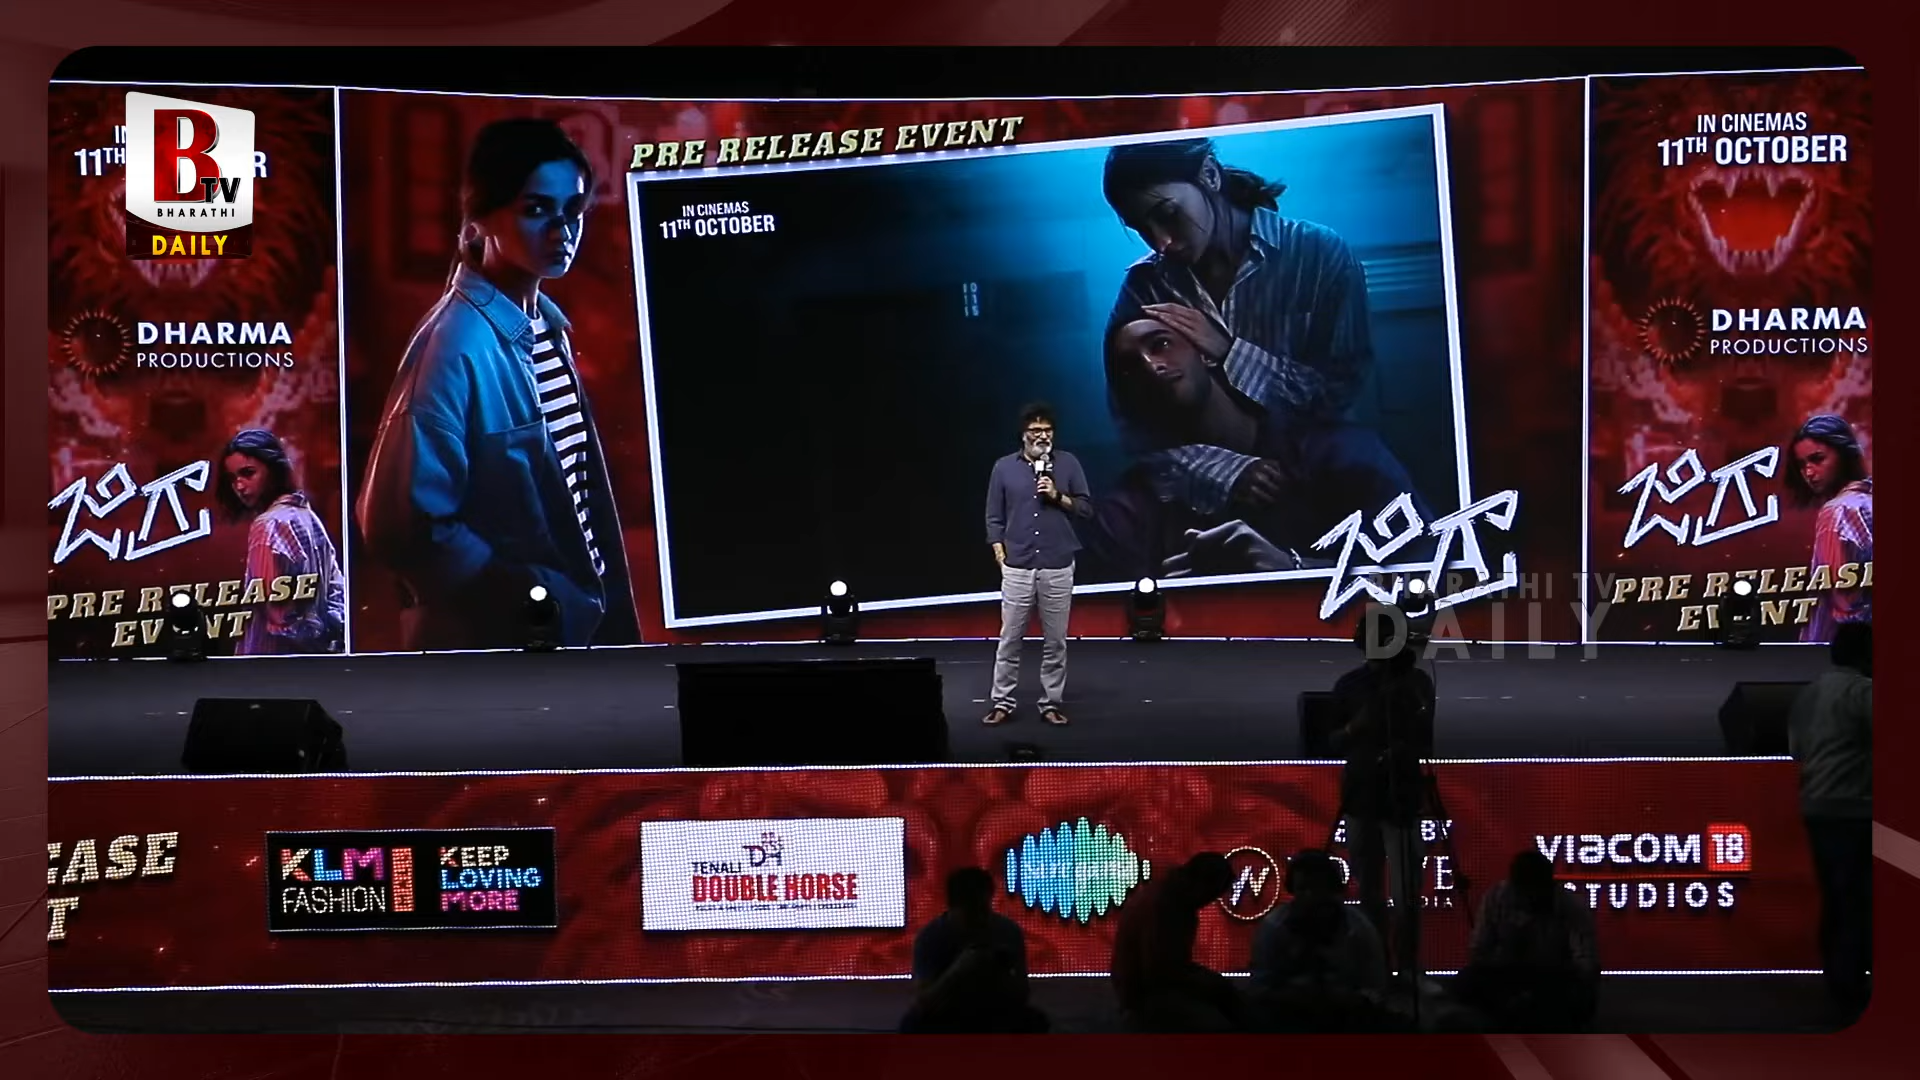 B
TV
BHARATHI
DAILY
IN
11TH
R
DHARMA
PRODUCTIONS
జిగ్రా
PRE RELEASE
EVENT
PRE RELEASE EVENT
IN CINEMAS
11TH OCTOBER
జిగ్రా
IN CINEMAS
11TH OCTOBER
DHARMA
PRODUCTIONS
జిగ్రా
PRE RELEASE
EVENT
BHARATHI TV
DAILY
EASE
T
KLM
FASHION
KEEP
LOVING
MORE
TENALI
DH
DOUBLE HORSE
BY
N
VIACOM 18
STUDIOS